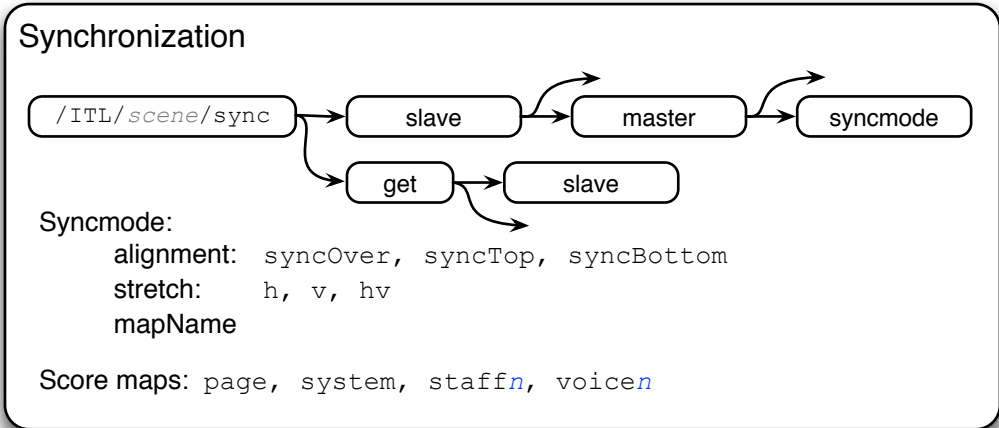 Synchronization
/ITL/scene/sync slave master syncmode
get slave
Syncmode:
alignment: syncOver, syncTop, syncBottom
stretch: h, v, hv
mapName
Score maps: page, system, staffn, voicen